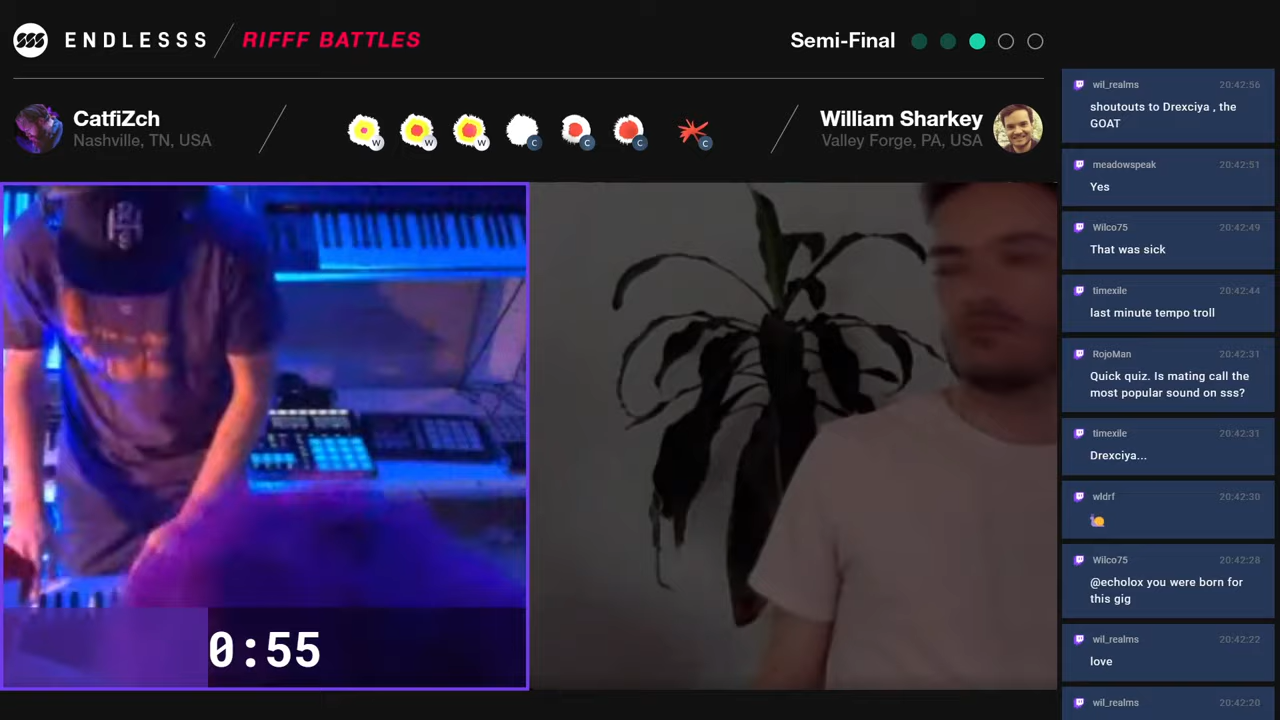 ENDLESSS / RIFFF BATTLES
Semi-Final
CatfiZch
Nashville, TN, USA
W W W C C C C
William Sharkey
Valley Forge, PA, USA
0:55
wil_realms 20:42:56
shoutouts to Drexciya , the
GOAT
meadowspeak 20:42:51
Yes
Wilco75 20:42:49
That was sick
timexile 20:42:44
last minute tempo troll
RojoMan 20:42:31
Quick quiz. Is mating call the
most popular sound on sss?
timexile 20:42:31
Drexciya...
wldrf 20:42:30
Wilco75 20:42:28
@echolox you were born for
this gig
wil_realms 20:42:22
love
wil_realms 20:42:20